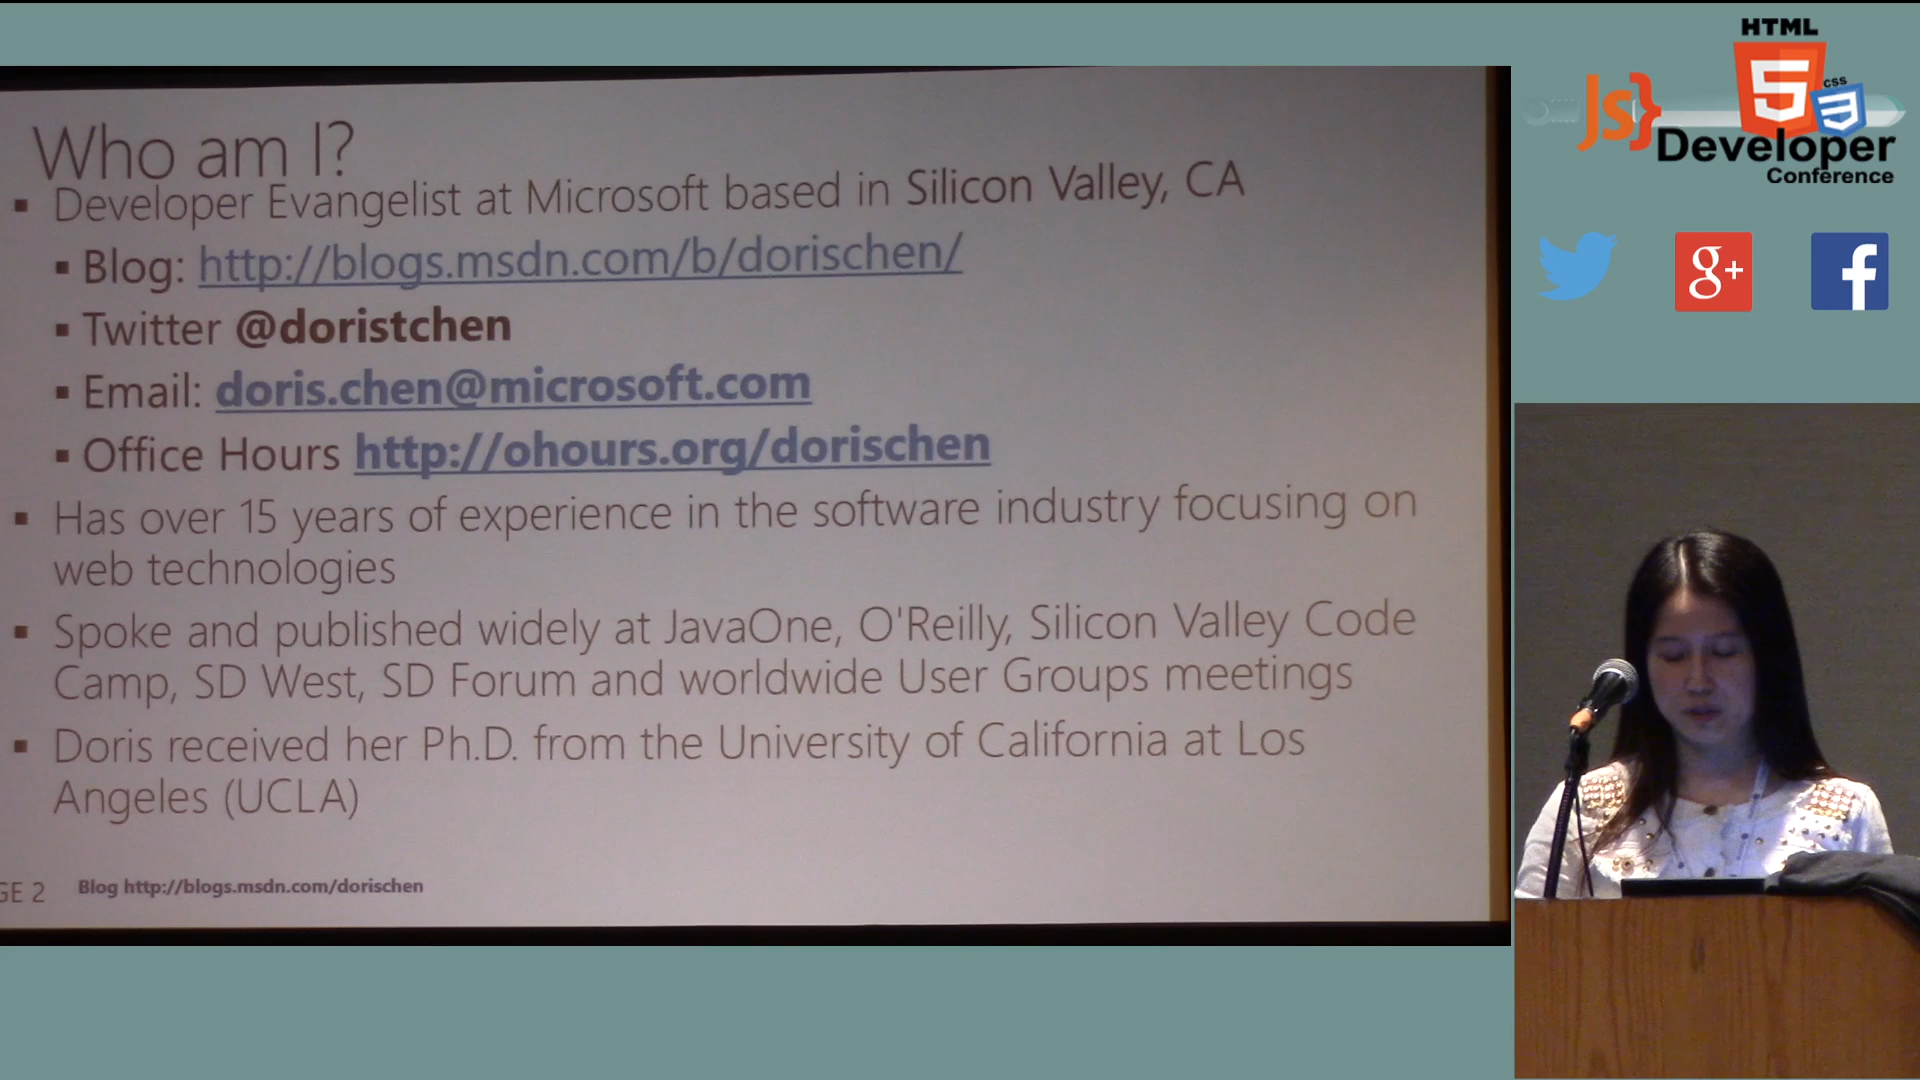 Who am I?
▪ Developer Evangelist at Microsoft based in Silicon Valley, CA
▪ Blog: http://blogs.msdn.com/b/dorischen/
▪ Twitter @doristchen
▪ Email: doris.chen@microsoft.com
▪ Office Hours http://ohours.org/dorischen
▪ Has over 15 years of experience in the software industry focusing on
web technologies
▪ Spoke and published widely at JavaOne, O'Reilly, Silicon Valley Code
Camp, SD West, SD Forum and worldwide User Groups meetings
▪ Doris received her Ph.D. from the University of California at Los
Angeles (UCLA)
GE 2
Blog http://blogs.msdn.com/dorischen
HTML
5
CSS
3
Js}
Developer
Conference
g+
f